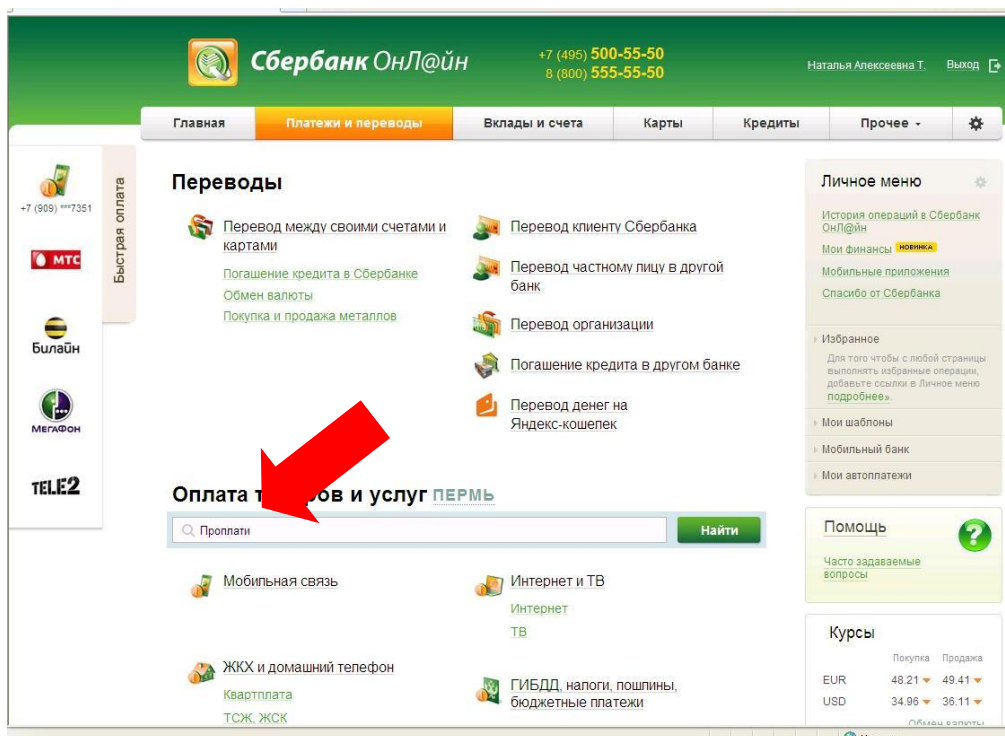 Сбербанк ОнЛ@йн
+7 (495) 500-55-50
8 (800) 555-55-50
Наталья Алексеевна Т.
Выход
Главная
Платежи и переводы
Вклады и счета
Карты
Кредиты
Прочее
+7 (909) ***7351
МТС
Билайн
МЕГАФОН
TELE2
Быстрая оплата
Переводы
Перевод между своими счетами и
картами
Погашение кредита в Сбербанке
Обмен валюты
Покупка и продажа металлов
Перевод клиенту Сбербанка
Перевод частному лицу в другой
банк
Перевод организации
Погашение кредита в другом банке
Перевод денег на
Яндекс-кошелек
Оплата т ров и услуг ПЕРМЬ
Проплати
Найти
Мобильная связь
Интернет и ТВ
Интернет
ТВ
ЖКХ и домашний телефон
Квартплата
ТСЖ, ЖСК
ГИБДД, налоги, пошлины,
бюджетные платежи
Личное меню
История операций в Сбербанк
ОнЛ@йн
Мои финансы НОВИНКА
Мобильные приложения
Спасибо от Сбербанка
Избранное
Для того чтобы с любой страницы
выполнять избранные операции,
добавьте ссылки в Личное меню
подробнее».
Мои шаблоны
Мобильный банк
Мои автоплатежи
Помощь
Часто задаваемые
вопросы
Курсы
Покупка Продажа
EUR 48.21 49.41
USD 34.96 36.11
Обмен валюты